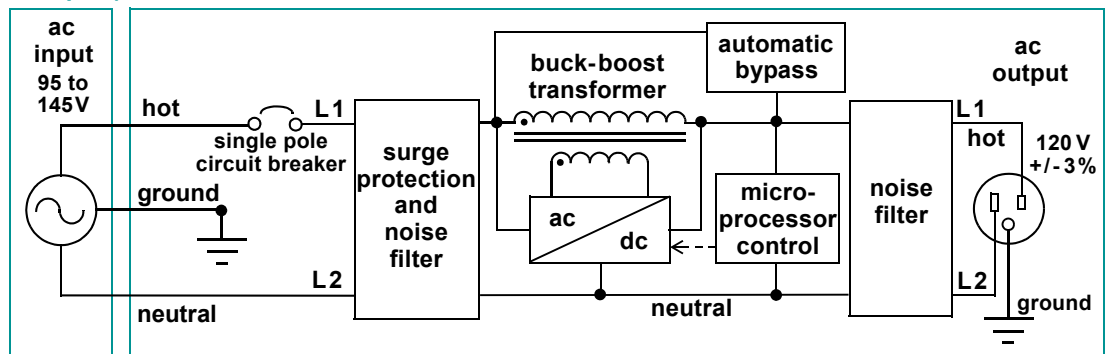 ac
input
95 to
145V
hot
ground
neutral
single pole
circuit breaker
L1
L2
surge
protection
and
noise
filter
buck-boost
transformer
ac
dc
automatic
bypass
micro-
processor
control
neutral
noise
filter
ac
output
L1
hot
120 V
+/- 3%
L2
ground